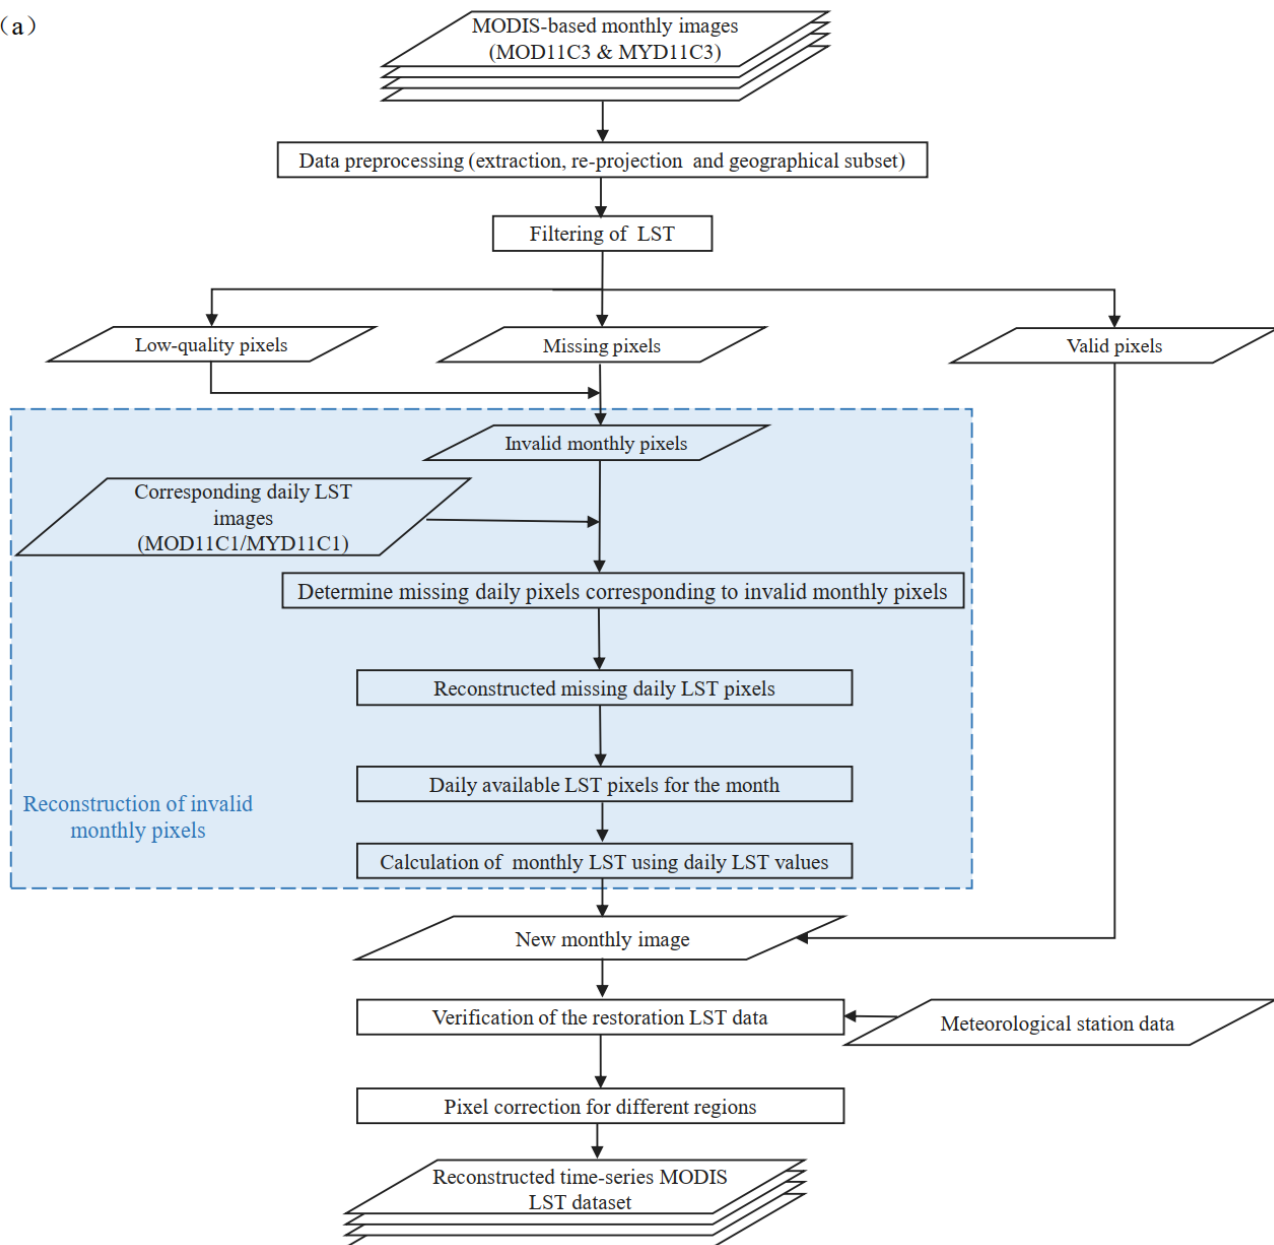 (a)
MODIS-based monthly images
(MOD11C3 & MYD11C3)
Data preprocessing (extraction, re-projection and geographical subset)
Filtering of LST
Low-quality pixels
Missing pixels
Valid pixels
Invalid monthly pixels
Corresponding daily LST
images
(MOD11C1/MYD11C1)
Determine missing daily pixels corresponding to invalid monthly pixels
Reconstructed missing daily LST pixels
Daily available LST pixels for the month
Reconstruction of invalid
monthly pixels
Calculation of monthly LST using daily LST values
New monthly image
Verification of the restoration LST data
Meteorological station data
Pixel correction for different regions
Reconstructed time-series MODIS
LST dataset